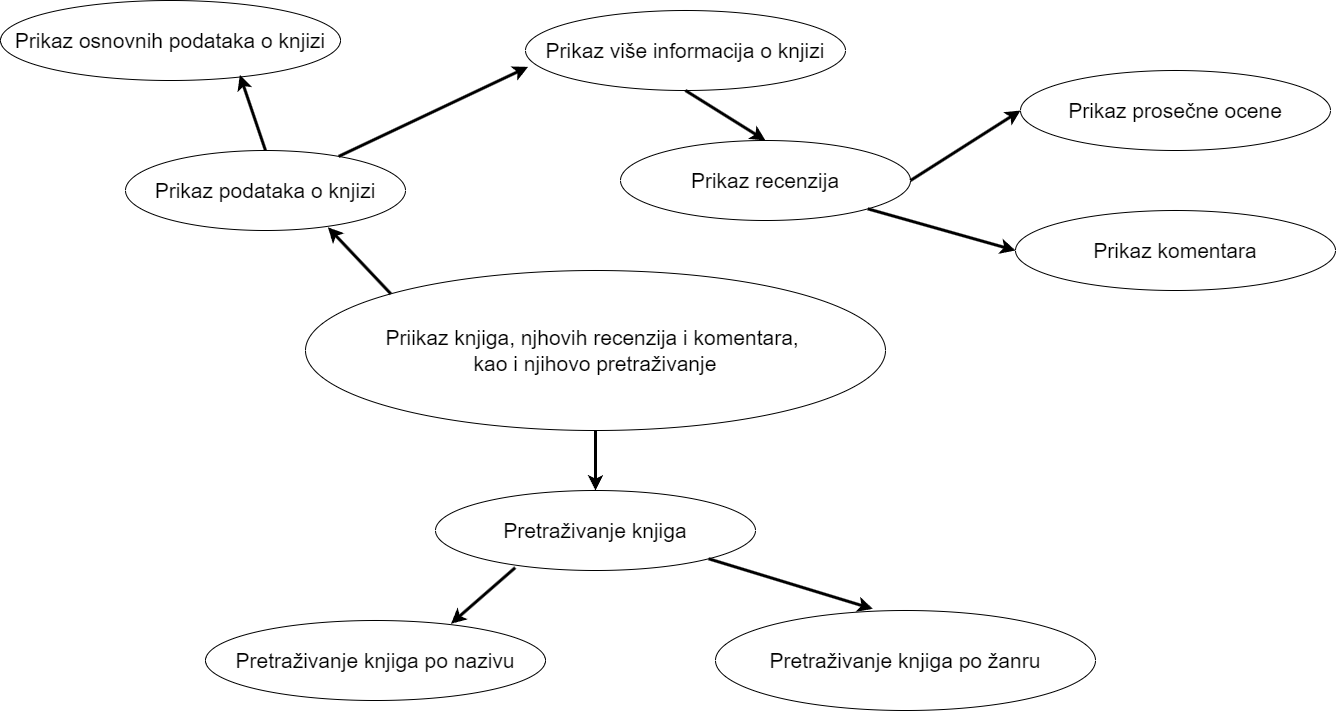 Prikaz osnovnih podataka o knjizi
Prikaz više informacija o knjizi
Prikaz prosečne ocene
Prikaz podataka o knjizi
Prikaz recenzija
Prikaz komentara
Priikaz knjiga, njhovih recenzija i komentara,
kao i njihovo pretraživanje
Pretraživanje knjiga
Pretraživanje knjiga po nazivu
Pretraživanje knjiga po žanru